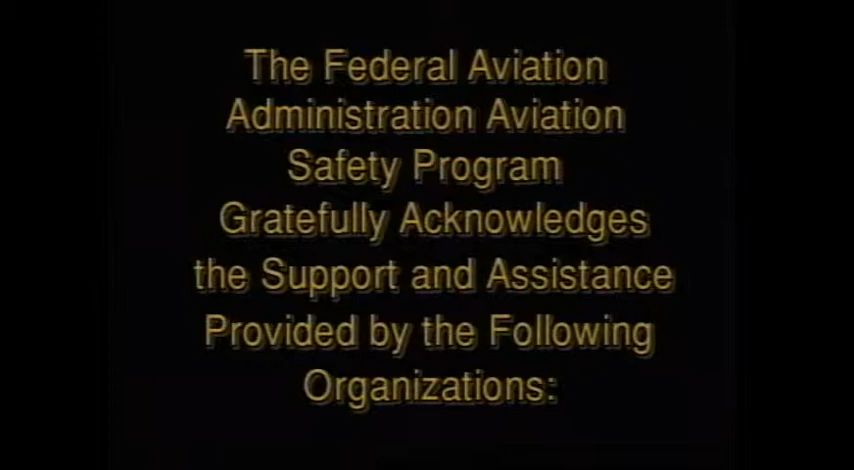 The Federal Aviation
Administration Aviation
Safety Program
Gratefully Acknowledges
the Support and Assistance
Provided by the Following
Organizations: